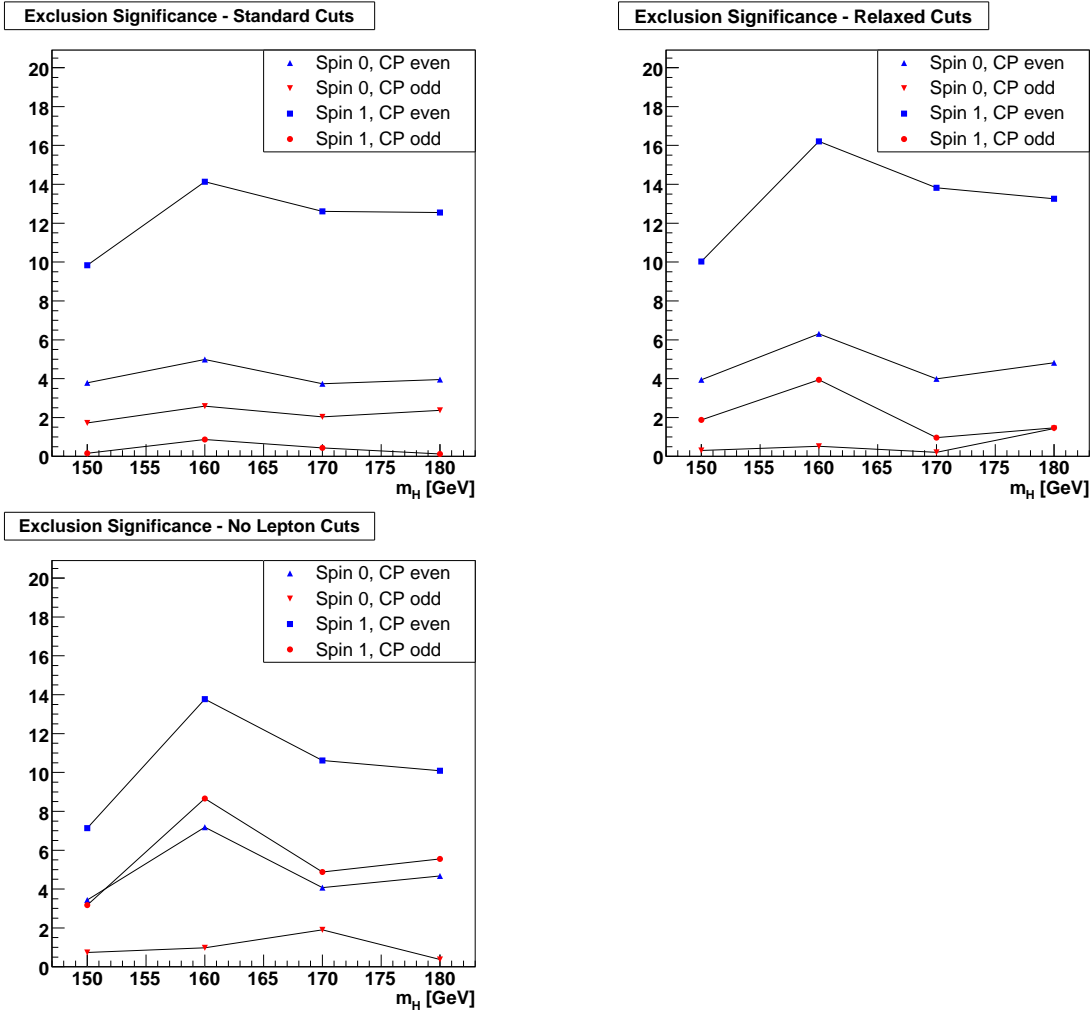 Exclusion Significance - Standard Cuts
Spin 0, CP even
Spin 0, CP odd
Spin 1, CP even
Spin 1, CP odd
20
18
16
14
12
10
8
6
4
2
0
150 155 160 165 170 175 180
m_H [GeV]
Exclusion Significance - Relaxed Cuts
Spin 0, CP even
Spin 0, CP odd
Spin 1, CP even
Spin 1, CP odd
20
18
16
14
12
10
8
6
4
2
0
150 155 160 165 170 175 180
m_H [GeV]
Exclusion Significance - No Lepton Cuts
Spin 0, CP even
Spin 0, CP odd
Spin 1, CP even
Spin 1, CP odd
20
18
16
14
12
10
8
6
4
2
0
150 155 160 165 170 175 180
m_H [GeV]